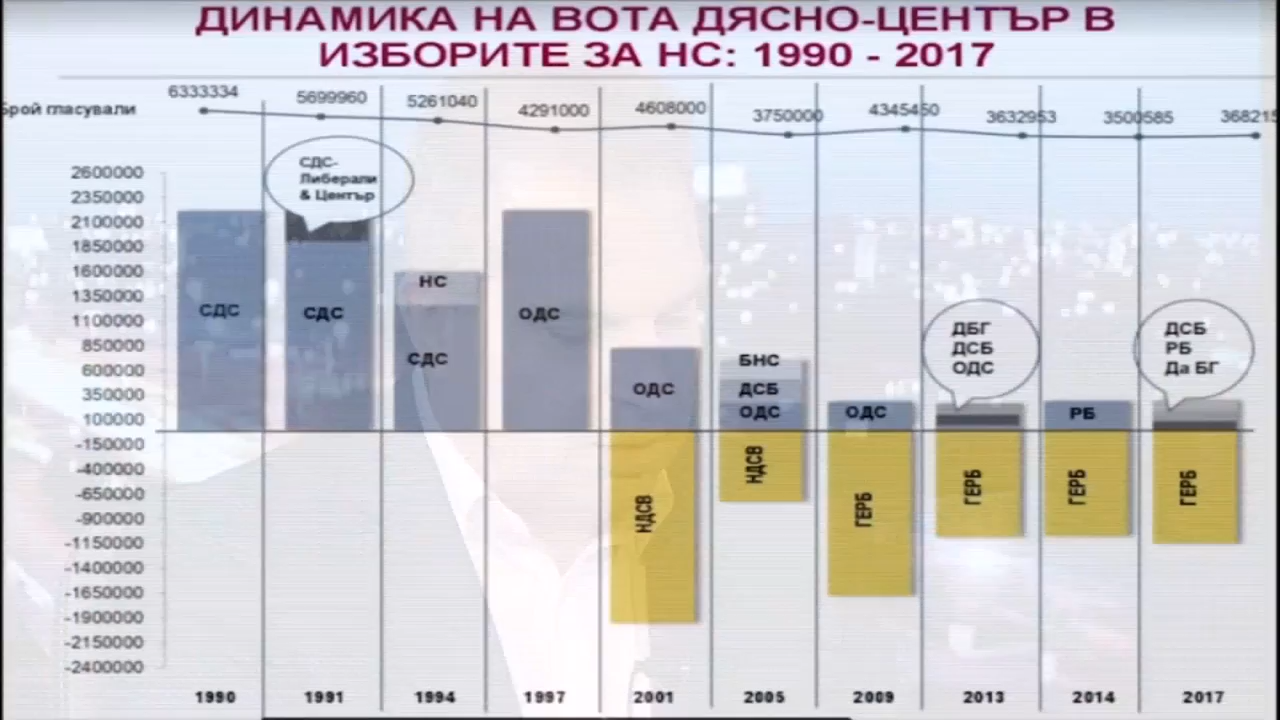 ДИНАМИКА НА ВОТА ДЯСНО-ЦЕНТЪР В
ИЗБОРИТЕ ЗА НС: 1990 - 2017
Брой гласували
6333334 5699960 5261040 4291000 4608000 3750000 4345450 3632953 3500585 368215
2600000
2350000
2100000
1850000
1600000
1350000
1100000
850000
600000
350000
100000
-150000
-400000
-650000
-900000
-1150000
-1400000
-1650000
-1900000
-2150000
-2400000
СДС
СДС-
Либерали
& Център
СДС
НС
СДС
ОДС
ОДС
НДСВ
БНС
ДСБ
ОДС
НДСВ
ОДС
ГЕРБ
ДБГ
ДСБ
ОДС
ГЕРБ
РБ
ГЕРБ
ДСБ
РБ
Да БГ
ГЕРБ
1990 1991 1994 1997 2001 2005 2009 2013 2014 2017